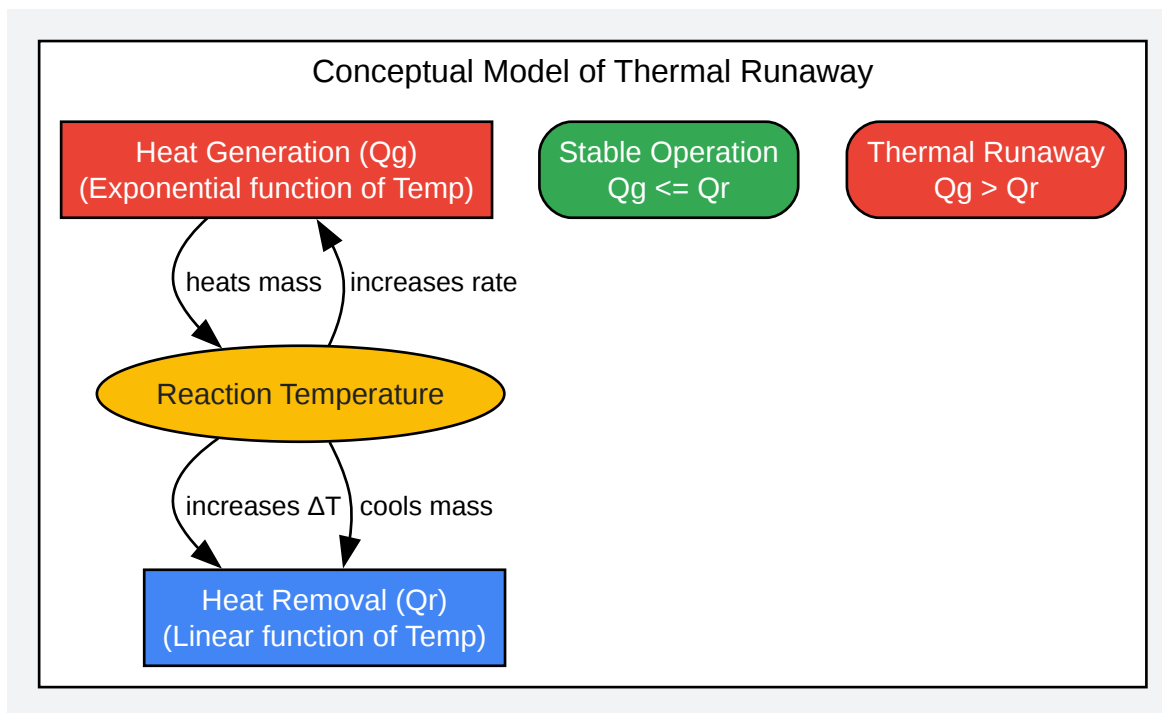 Conceptual Model of Thermal Runaway
Heat Generation (Qg)
(Exponential function of Temp)
Stable Operation
Qg <= Qr
Thermal Runaway
Qg > Qr
heats mass
increases rate
Reaction Temperature
increases ΔT
cools mass
Heat Removal (Qr)
(Linear function of Temp)